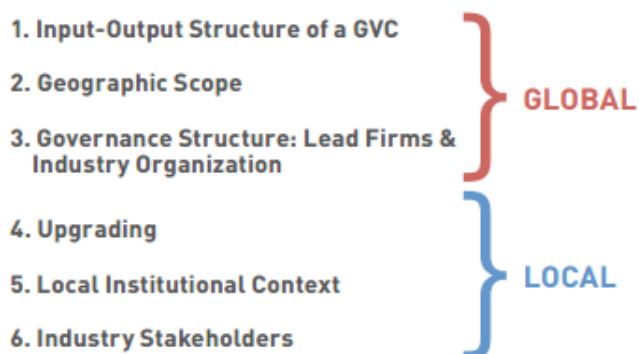 1. Input-Output Structure of a GVC
2. Geographic Scope
3. Governance Structure: Lead Firms &
Industry Organization
GLOBAL
4. Upgrading
5. Local Institutional Context
6. Industry Stakeholders
LOCAL